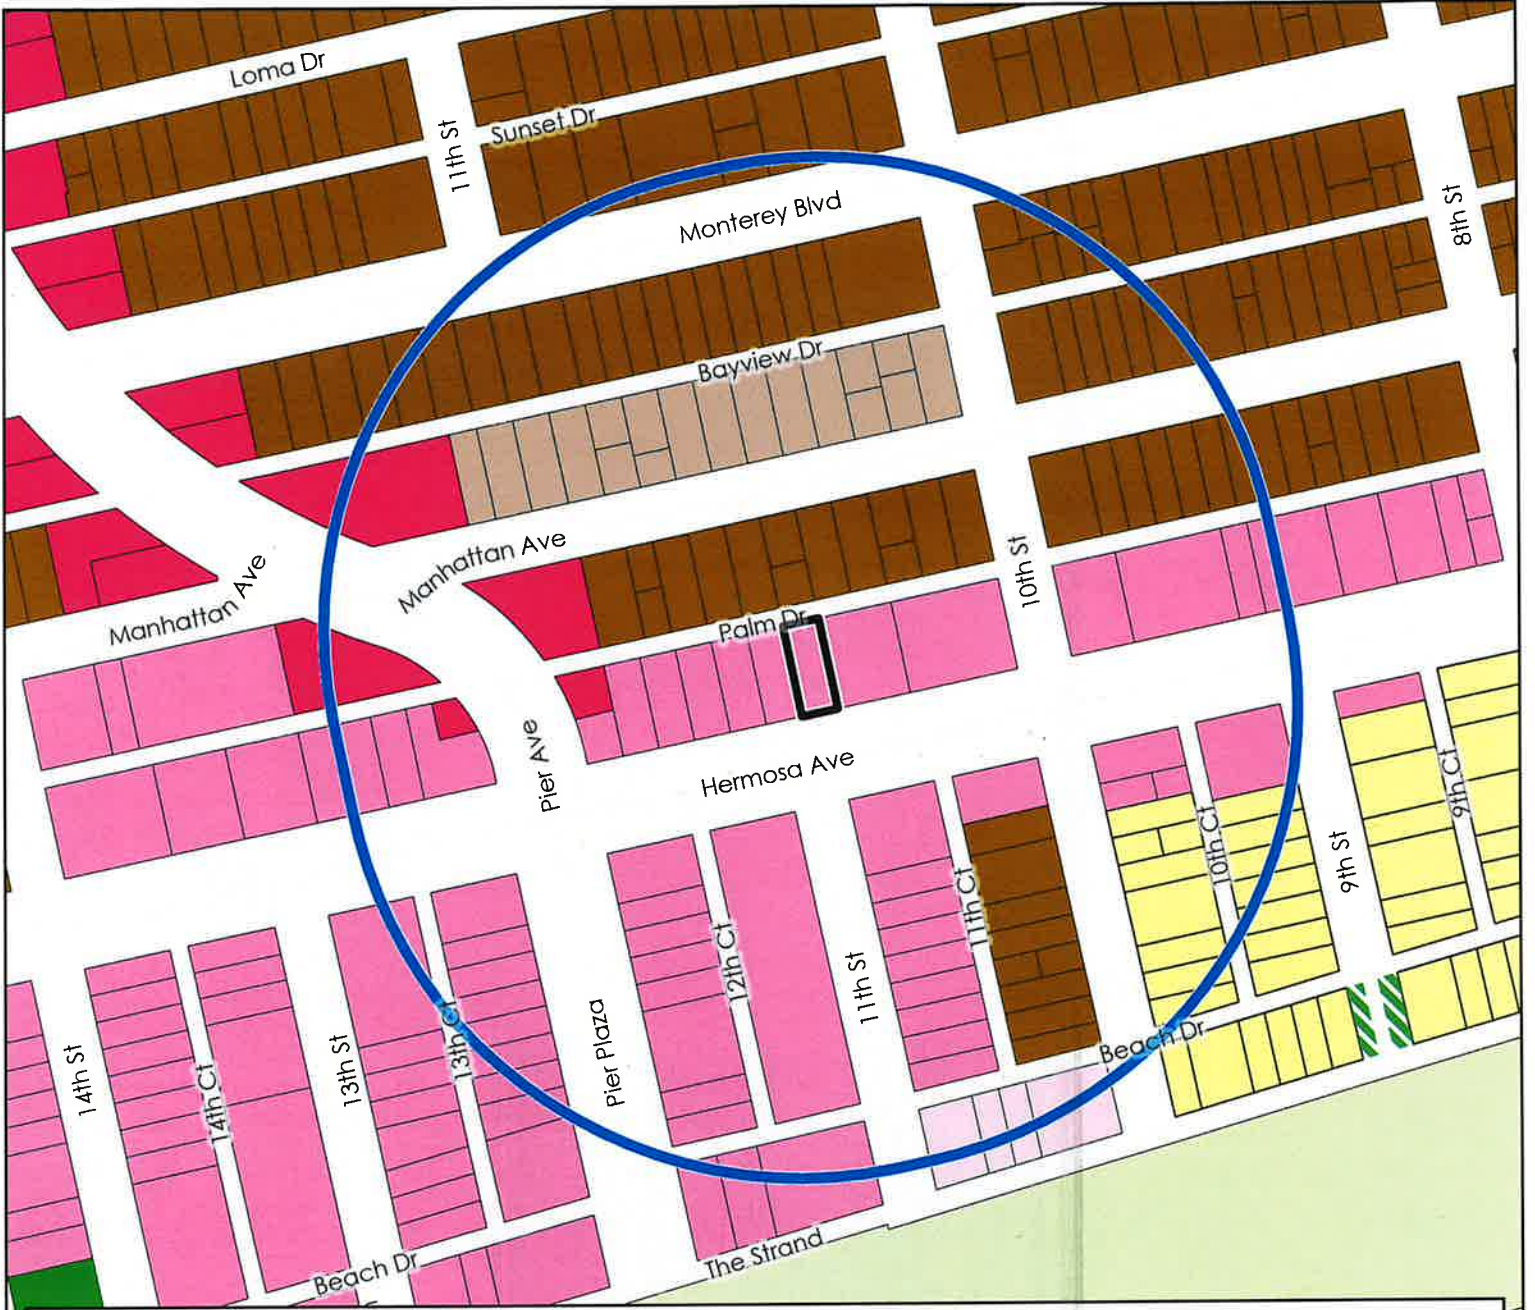 Loma Dr
11th St
Sunset Dr
Monterey Blvd
8th St
Bayview Dr
Manhattan Ave
Manhattan Ave
10th St
Palm Dr
Pier Ave
Hermosa Ave
9th Ct
10th Ct
9th St
11th Ct
12th Ct
11th St
13th Ct
Pier Plaza
13th St
14th St
14th Ct
Beach Dr
The Strand
Beach Dr